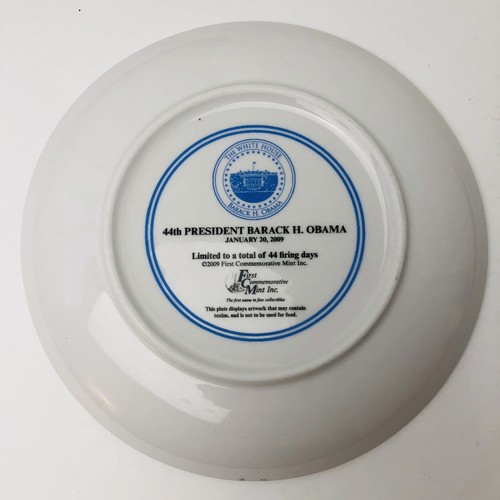 THE WHITE HOUSE
BARACK H. OBAMA
44th PRESIDENT BARACK H. OBAMA
JANUARY 20, 2009
Limited to a total of 44 firing days
©2009 First Commemorative Mint Inc.
First
Commemorative
Mint Inc.
The first name in fine collectibles
This plate displays artwork that may contain
toxins, and is not to be used for food.